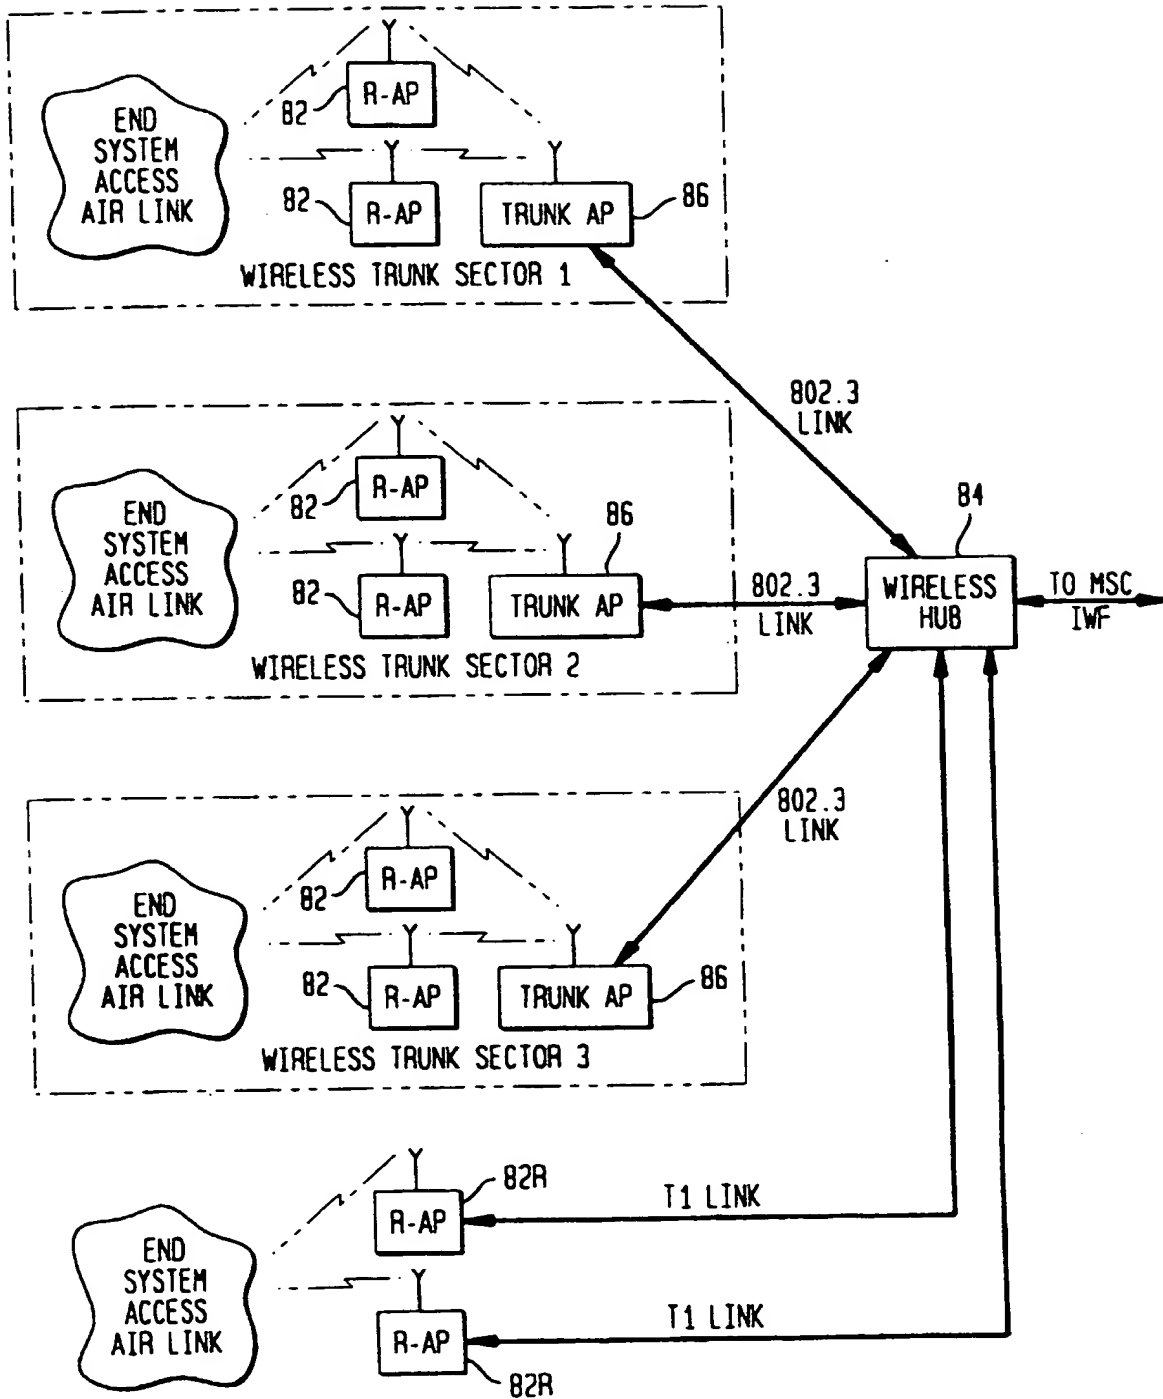 R-AP
82
END
SYSTEM
ACCESS
AIR LINK
82
R-AP
TRUNK AP
86
WIRELESS TRUNK SECTOR 1
802.3
LINK
R-AP
82
END
SYSTEM
ACCESS
AIR LINK
86
84
82
R-AP
TRUNK AP
802.3
LINK
WIRELESS
HUB
TO MSC
IWF
WIRELESS TRUNK SECTOR 2
802.3
LINK
R-AP
82
END
SYSTEM
ACCESS
AIR LINK
82
R-AP
TRUNK AP
86
WIRELESS TRUNK SECTOR 3
82R
R-AP
T1 LINK
END
SYSTEM
ACCESS
AIR LINK
R-AP
T1 LINK
82R